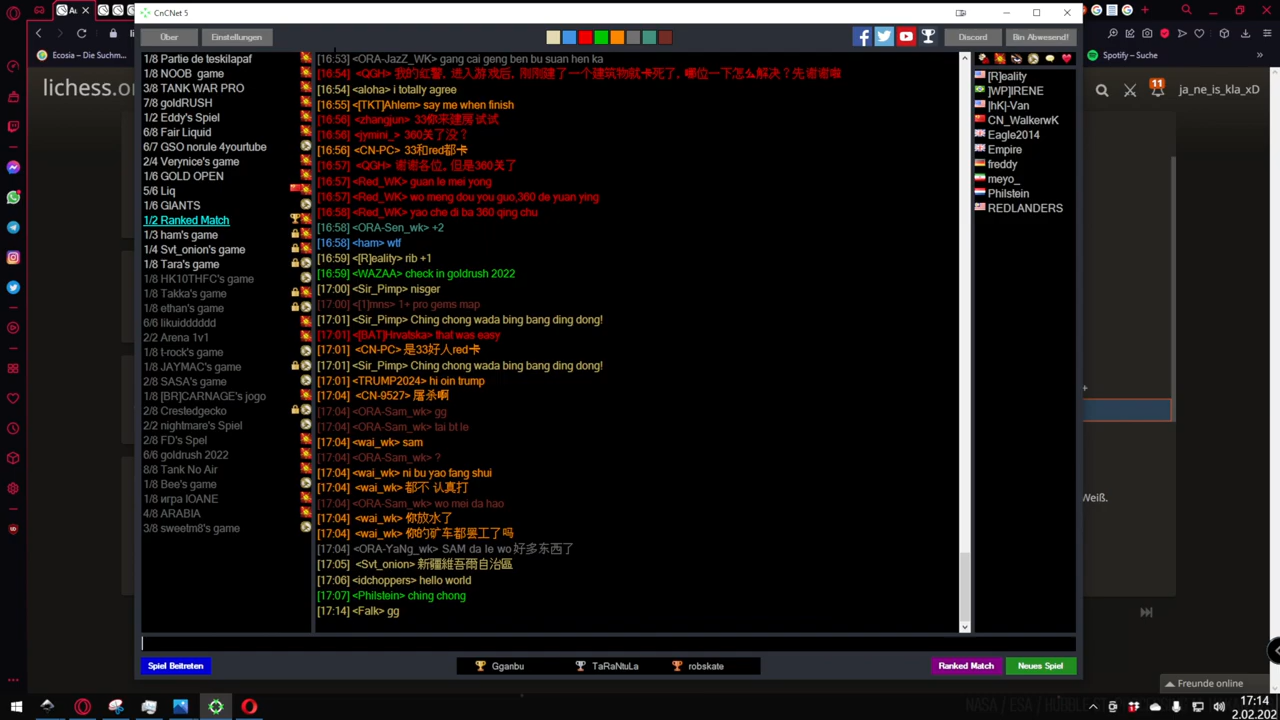 CnCNet 5
Ecosia – Die Suchm...
Spotify –...
Über
Einstellungen
Discord
Bin Abwesend!
lichess.or
11
ja_ne_is_kla_xD
1/8 Partie de teskilapaf
1/8 NOOB game
3/8 TANK WAR PRO
7/8 goldRUSH
1/2 Eddy's Spiel
6/8 Fair Liquid
6/7 GSO norule 4yourtube
2/4 Verynice's game
1/6 GOLD OPEN
5/6 Liq
1/6 GIANTS
1/2 Ranked Match
1/3 ham's game
1/4 Svt_onion's game
1/8 Tara's game
1/8 HK10THFC's game
1/8 Takka's game
1/8 ethan's game
6/6 likuidddddd
2/2 Arena 1v1
1/8 t-rock's game
1/8 JAYMAC's game
2/8 SASA's game
1/8 [BR]CARNAGE's jogo
2/8 Crestedgecko
2/2 nightmare's Spiel
2/8 FD's Spel
6/6 goldrush 2022
8/8 Tank No Air
1/8 Bee's game
1/8 игра IOANE
4/8 ARABIA
3/8 sweetm8's game
[16:53] <ORA-JazZ_WK> gang cai geng ben bu suan hen ka
[16:54] <QGH> 我的紅警，进入游戏后，刚刚建了一个建筑物就卡死了，哪位一下怎么解决？先谢谢啦
[16:54] <aloha> i totally agree
[16:55] <[TKT]Ahlem> say me when finish
[16:56] <zhangjun> 33你来建房试试
[16:56] <jymini_> 360关了没？
[16:56] <CN-PC> 33和red都卡
[16:57] <QGH> 谢谢各位，但是360关了
[16:57] <Red_WK> guan le mei yong
[16:57] <Red_WK> wo meng dou you guo,360 de yuan ying
[16:58] <Red_WK> yao che di ba 360 qing chu
[16:58] <ORA-Sen_wk> +2
[16:58] <ham> wtf
[16:59] <[R]eality> rib +1
[16:59] <WAZAA> check in goldrush 2022
[17:00] <Sir_Pimp> nisger
[17:00] <[1]mns> 1+ pro gems map
[17:01] <Sir_Pimp> Ching chong wada bing bang ding dong!
[17:01] <[BAT]Hrvatska> that was easy
[17:01] <CN-PC> 是33好人red卡
[17:01] <Sir_Pimp> Ching chong wada bing bang ding dong!
[17:01] <TRUMP2024> hi oin trump
[17:04] <CN-9527> 屠杀啊
[17:04] <ORA-Sam_wk> gg
[17:04] <ORA-Sam_wk> tai bt le
[17:04] <wai_wk> sam
[17:04] <ORA-Sam_wk> ?
[17:04] <wai_wk> ni bu yao fang shui
[17:04] <wai_wk> 都不 认真打
[17:04] <ORA-Sam_wk> wo mei da hao
[17:04] <wai_wk> 你放水了
[17:04] <wai_wk> 你的矿车都罢工了吗
[17:04] <ORA-YaNg_wk> SAM da le wo 好多东西了
[17:05] <Svt_onion> 新疆維吾爾自治區
[17:06] <idchoppers> hello world
[17:07] <Philstein> ching chong
[17:14] <Falk> gg
[R]eality
]WP]IRENE
|hK|-Van
CN_WalkerwK
Eagle2014
Empire
freddy
meyo_
Philstein
REDLANDERS
Weiß.
Spiel Beitreten
Gganbu
TaRaNtuLa
robskate
Ranked Match
Neues Spiel
Freunde online
17:14